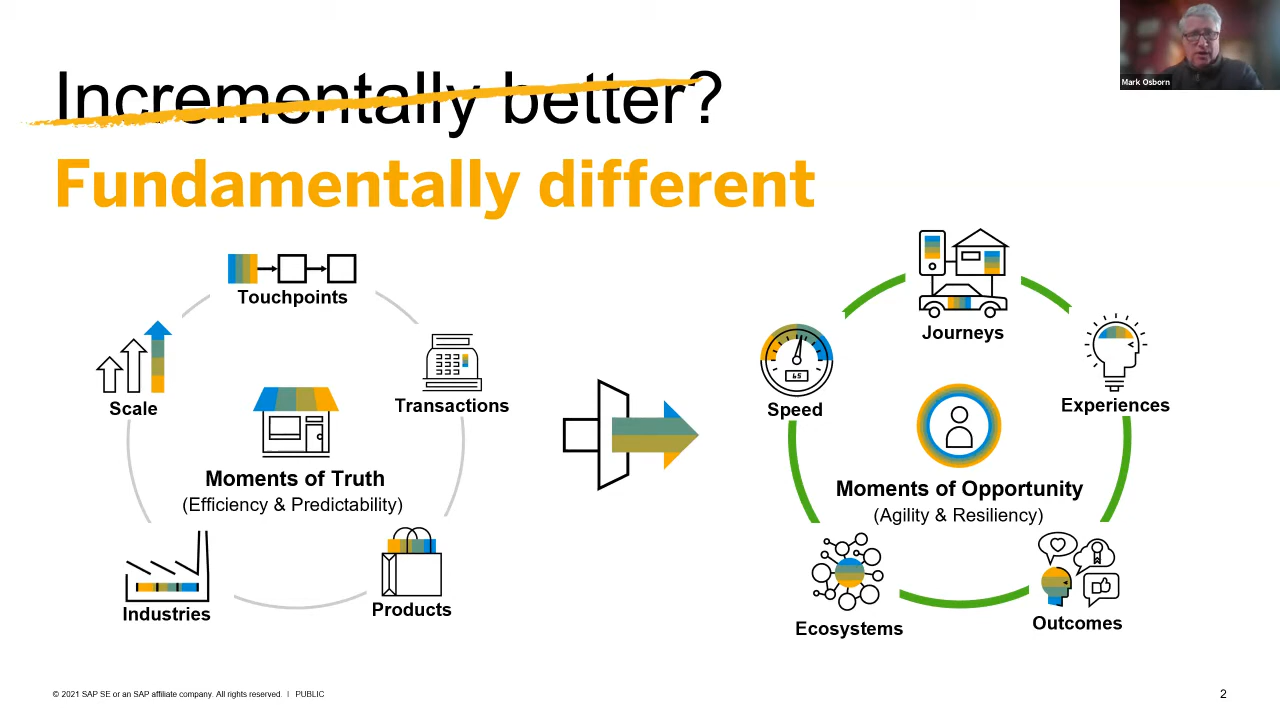 Mark Osborn
Incrementally better?
Fundamentally different
Touchpoints
Scale
Transactions
Moments of Truth
(Efficiency & Predictability)
Industries
Products
Journeys
Speed
65
Experiences
Moments of Opportunity
(Agility & Resiliency)
Ecosystems
Outcomes
© 2021 SAP SE or an SAP affiliate company. All rights reserved. | PUBLIC
2